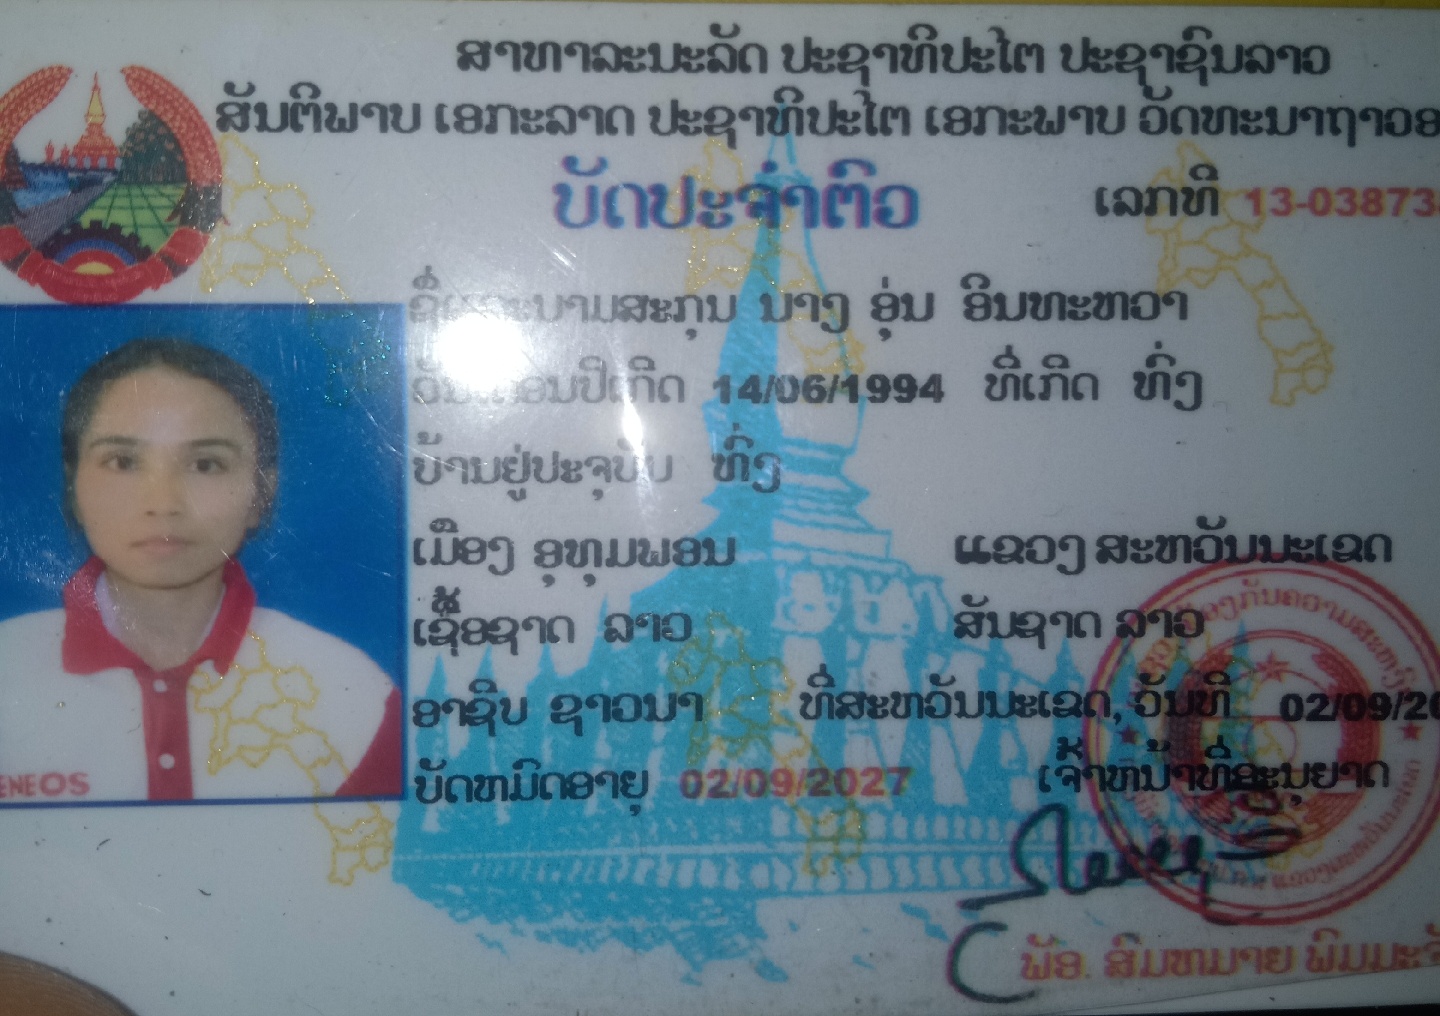 ສາທາລະນະລັດ ປະຊາທິປະໄຕ ປະຊາຊົນລາວ
ສັນຕິພາບ ເອກະລາດ ປະຊາທິປະໄຕ ເອກະພາບ ວັດທະນາຖາວອ
ບັດປະຈຳຕົວ
ເລກທີ 13-03873
ຊື່ແລະນາມສະກຸນ ນາງ ອຸ່ນ ອິນທະຫວາ
ວັນເດືອນປີເກີດ 14/06/1994 ທີ່ເກີດ ທົ່ງ
ບ້ານຢູ່ປະຈຸບັນ ທົ່ງ
ເມືອງ ອຸທຸມພອນ ແຂວງ ສະຫວັນນະເຂດ
ເຊື້ອຊາດ ລາວ ສັນຊາດ ລາວ
ອາຊີບ ຊາວນາ ທີ່ສະຫວັນນະເຂດ, ວັນທີ 02/09/20
ບັດຫມົດອາຍຸ 02/09/2027 ເຈົ້າຫນ້າທີ່ອະນຸຍາດ
ENEOS
ພັອ. ສົມຫມາຍ ພິມມະຈັ